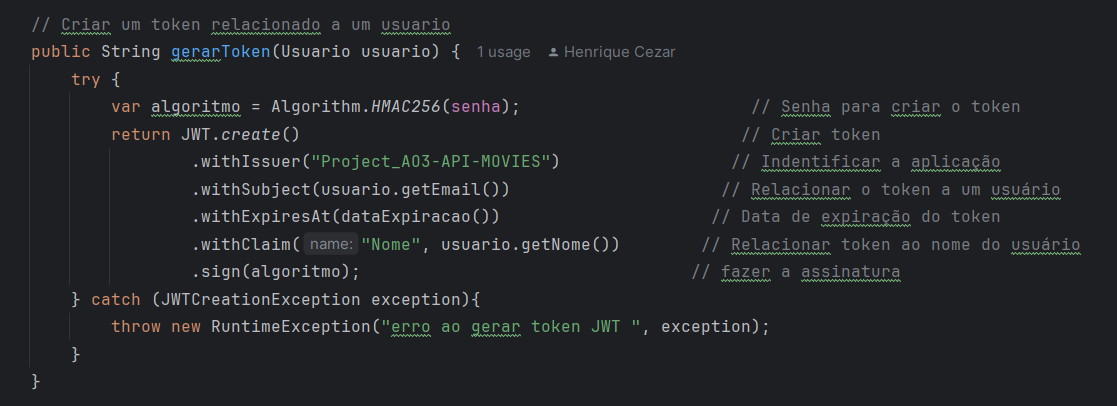 // Criar um token relacionado a um usuario
public String gerarToken(Usuario usuario) { 1 usage Henrique Cezar
try {
var algoritmo = Algorithm.HMAC256(senha); // Senha para criar o token
return JWT.create() // Criar token
.withIssuer("Project_AO3-API-MOVIES") // Indentificar a aplicação
.withSubject(usuario.getEmail()) // Relacionar o token a um usuário
.withExpiresAt(dataExpiracao()) // Data de expiração do token
.withClaim( name: "Nome", usuario.getNome()) // Relacionar token ao nome do usuário
.sign(algoritmo); // fazer a assinatura
} catch (JWTCreationException exception){
throw new RuntimeException("erro ao gerar token JWT ", exception);
}
}